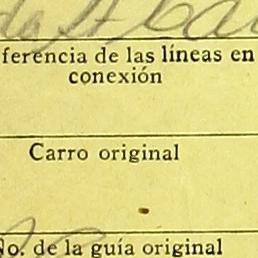 ferencia de las líneas en
conexión
Carro original
No. de la guía original